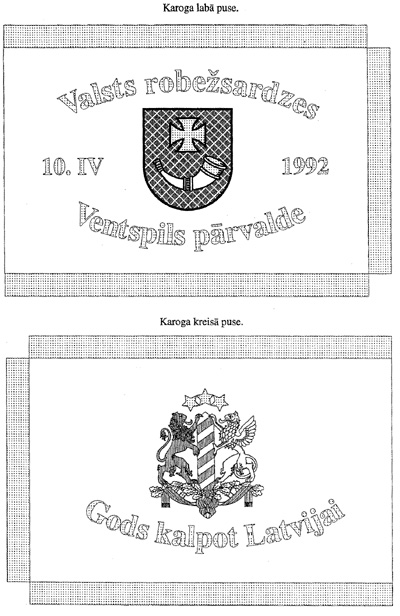 Karoga labā puse.
Valsts robežsardzes
10. IV 1992
Ventspils pārvalde
Karoga kreisā puse.
Gods kalpot Latvijai